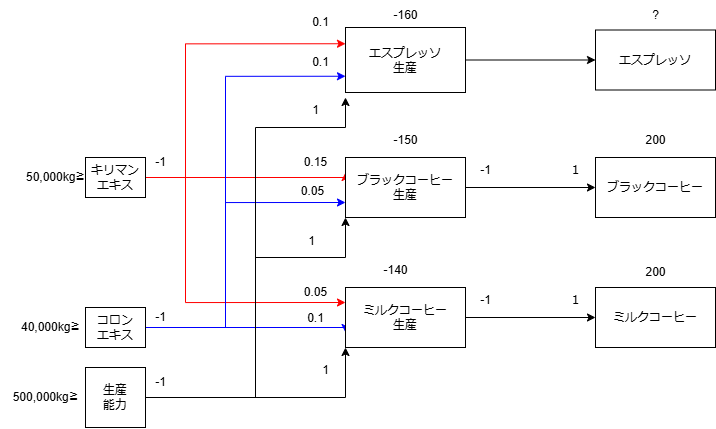 -160
?
0.1
エスプレッソ
生産
エスプレッソ
0.1
1
-150
200
50,000kg≧
キリマン
エキス
-1
0.15
ブラックコーヒー
生産
-1
1
ブラックコーヒー
0.05
1
-140
200
0.05
ミルクコーヒー
生産
-1
1
ミルクコーヒー
40,000kg≧
コロン
エキス
-1
0.1
500,000kg≧
生産
能力
-1
1